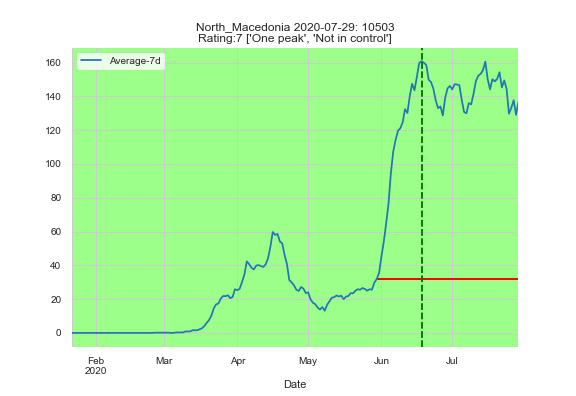 North_Macedonia 2020-07-29: 10503
Rating:7 ['One peak', 'Not in control']
Average-7d
160
140
120
100
80
60
40
20
0
Feb Mar Apr May Jun Jul
2020
Date